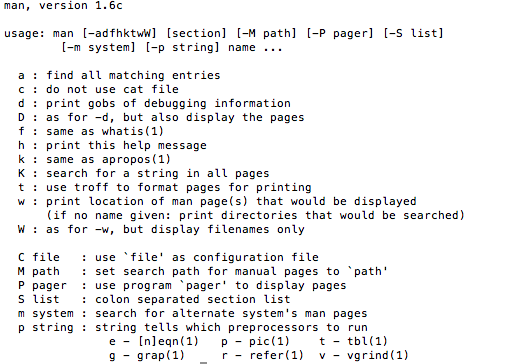 man, version 1.6c
usage: man [-adfhktwW] [section] [-M path] [-P pager] [-S list]
[-m system] [-p string] name ...
a : find all matching entries
c : do not use cat file
d : print gobs of debugging information
D : as for -d, but also display the pages
f : same as whatis(1)
h : print this help message
k : same as apropos(1)
K : search for a string in all pages
t : use troff to format pages for printing
w : print location of man page(s) that would be displayed
(if no name given: print directories that would be searched)
W : as for -w, but display filenames only
C file   : use `file' as configuration file
M path   : set search path for manual pages to `path'
P pager  : use program `pager' to display pages
S list   : colon separated section list
m system : search for alternate system's man pages
p string : string tells which preprocessors to run
e - [n]eqn(1)   p - pic(1)    t - tbl(1)
g - grap(1)     r - refer(1)  v - vgrind(1)